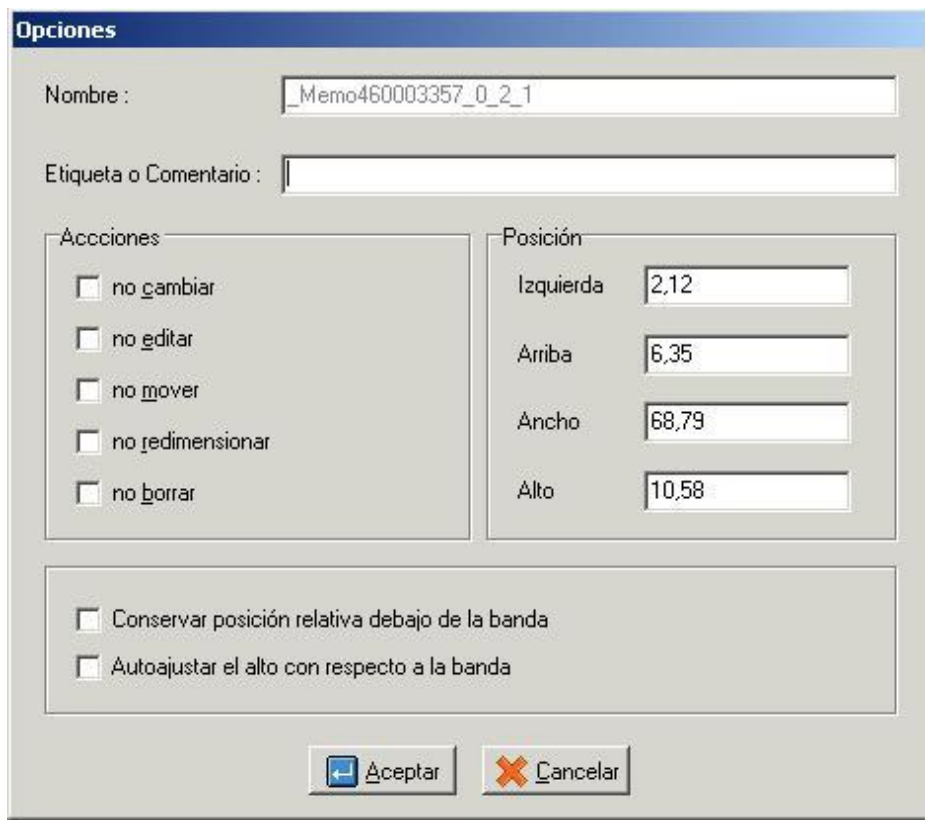 Opciones
Nombre : _Memo460003357_0_2_1
Etiqueta o Comentario :
Accciones
no cambiar
no editar
no mover
no redimensionar
no borrar
Posición
Izquierda 2,12
Arriba 6,35
Ancho 68,79
Alto 10,58
Conservar posición relativa debajo de la banda
Autoajustar el alto con respecto a la banda
Aceptar Cancelar